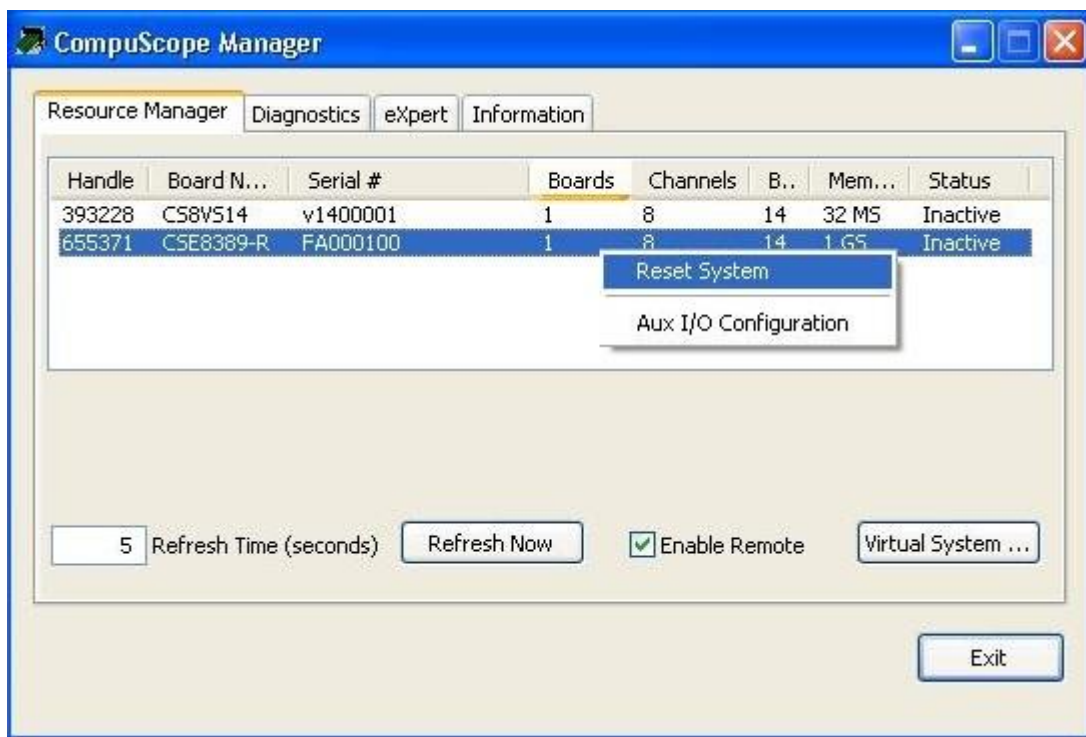 CompuScope Manager
Resource Manager Diagnostics eXpert Information
Handle Board N... Serial # Boards Channels B.. Mem... Status
393228 CS8VS14 v1400001 1 8 14 32 MS Inactive
655371 CSE8389-R FA000100 1 8 14 1 GS Inactive
Reset System
Aux I/O Configuration
5 Refresh Time (seconds) Refresh Now Enable Remote Virtual System ...
Exit